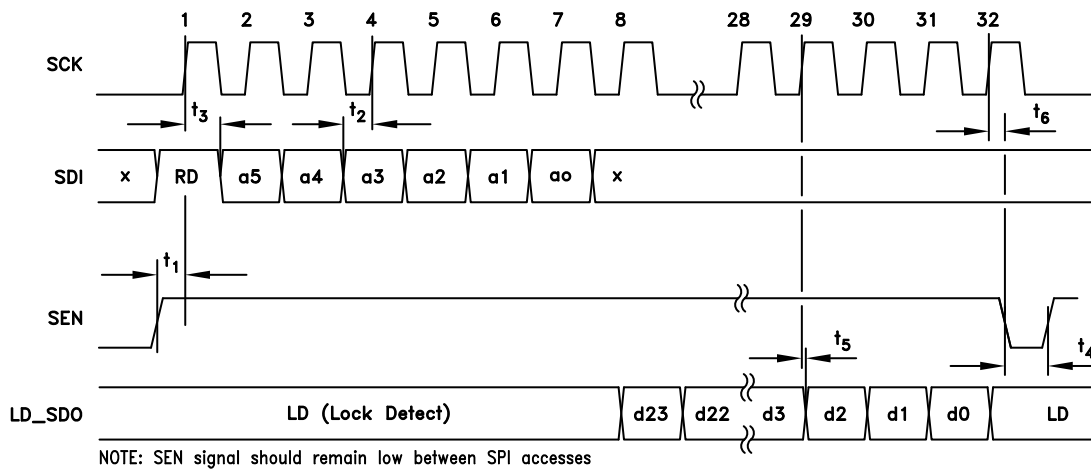 1 2 3 4 5 6 7 8 28 29 30 31 32
SCK
t3 t2 t6
SDI x RD a5 a4 a3 a2 a1 ao x
t1
SEN
t5 t4
LD_SDO LD (Lock Detect) d23 d22 d3 d2 d1 d0 LD
NOTE: SEN signal should remain low between SPI accesses